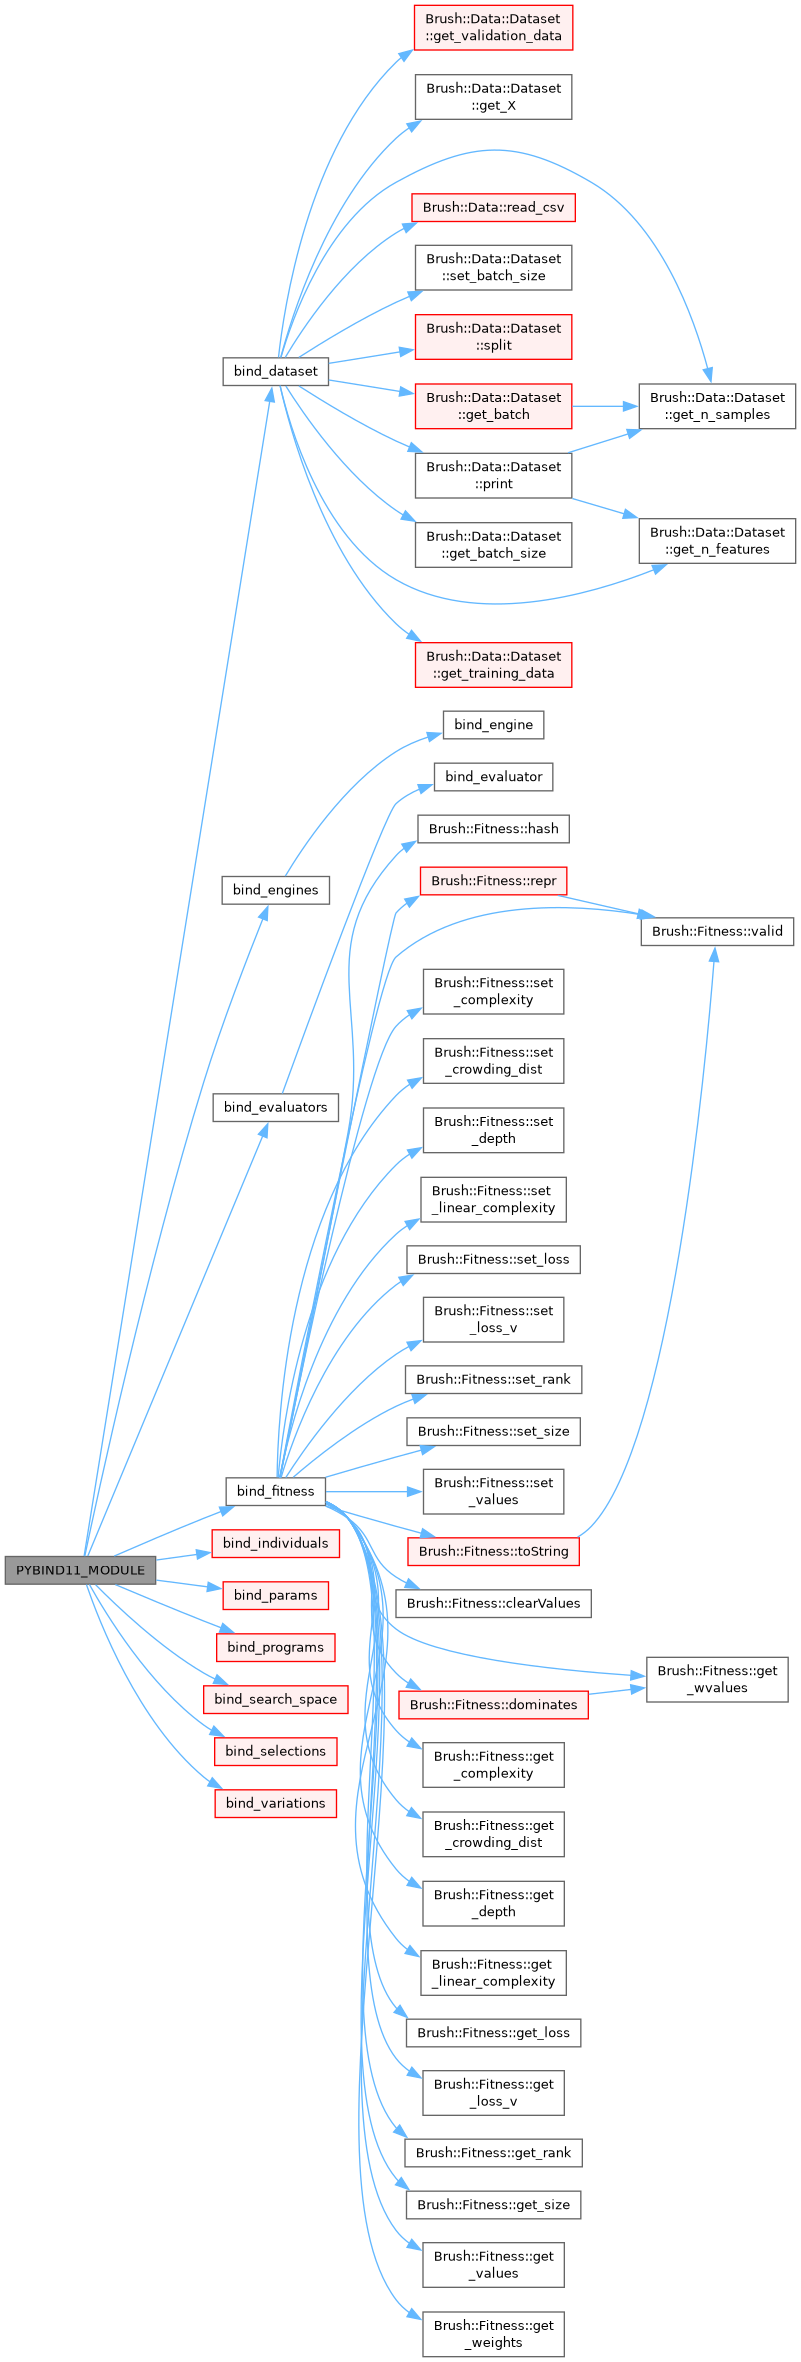 Brush::Data::Dataset
::get_validation_data
Brush::Data::Dataset
::get_X
Brush::Data::read_csv
Brush::Data::Dataset
::set_batch_size
Brush::Data::Dataset
::split
bind_dataset
Brush::Data::Dataset
::get_batch
Brush::Data::Dataset
::get_n_samples
Brush::Data::Dataset
::print
Brush::Data::Dataset
::get_n_features
Brush::Data::Dataset
::get_batch_size
Brush::Data::Dataset
::get_training_data
bind_engine
bind_evaluator
Brush::Fitness::hash
Brush::Fitness::repr
bind_engines
Brush::Fitness::valid
Brush::Fitness::set
_complexity
Brush::Fitness::set
_crowding_dist
bind_evaluators
Brush::Fitness::set
_depth
Brush::Fitness::set
_linear_complexity
Brush::Fitness::set_loss
Brush::Fitness::set
_loss_v
Brush::Fitness::set_rank
Brush::Fitness::set_size
bind_fitness
Brush::Fitness::set
_values
bind_individuals
Brush::Fitness::toString
PYBIND11_MODULE
bind_params
Brush::Fitness::clearValues
bind_programs
bind_search_space
Brush::Fitness::dominates
Brush::Fitness::get
_wvalues
bind_selections
Brush::Fitness::get
_complexity
bind_variations
Brush::Fitness::get
_crowding_dist
Brush::Fitness::get
_depth
Brush::Fitness::get
_linear_complexity
Brush::Fitness::get_loss
Brush::Fitness::get
_loss_v
Brush::Fitness::get_rank
Brush::Fitness::get_size
Brush::Fitness::get
_values
Brush::Fitness::get
_weights